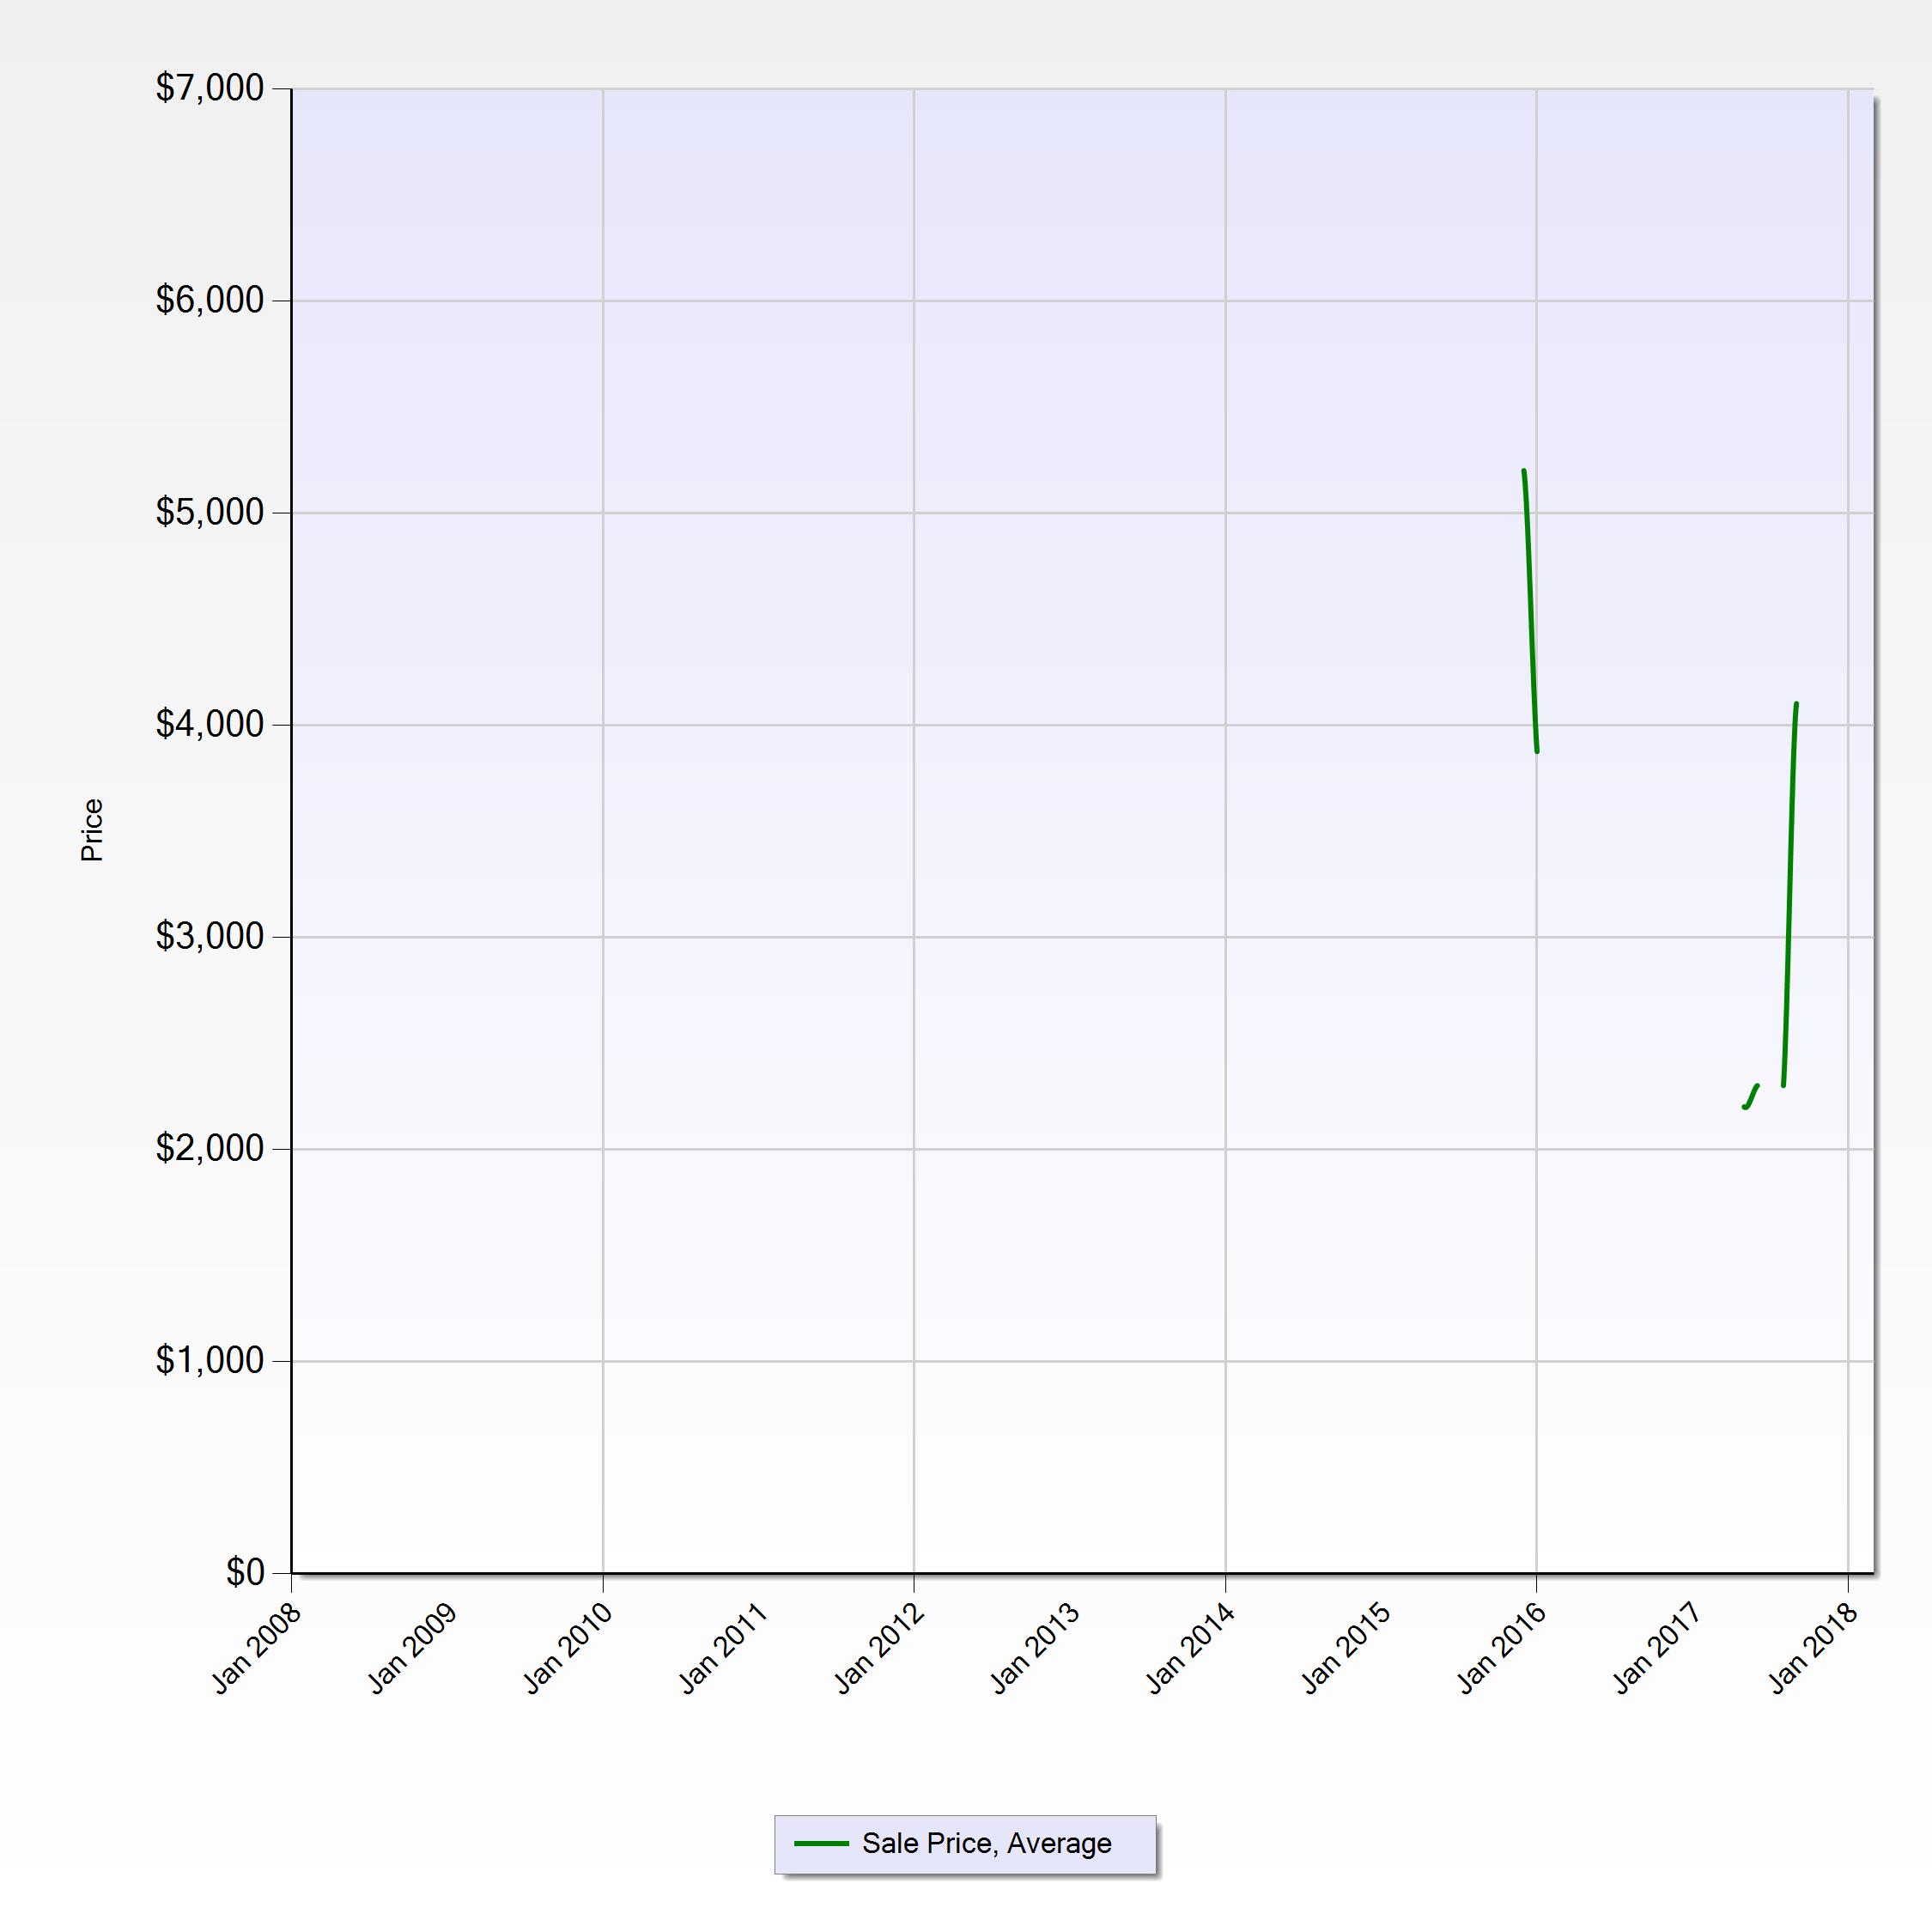 $7,000
$6,000
$5,000
$4,000
$3,000
$2,000
$1,000
$0
Price
Jan 2008
Jan 2009
Jan 2010
Jan 2011
Jan 2012
Jan 2013
Jan 2014
Jan 2015
Jan 2016
Jan 2017
Jan 2018
Sale Price, Average